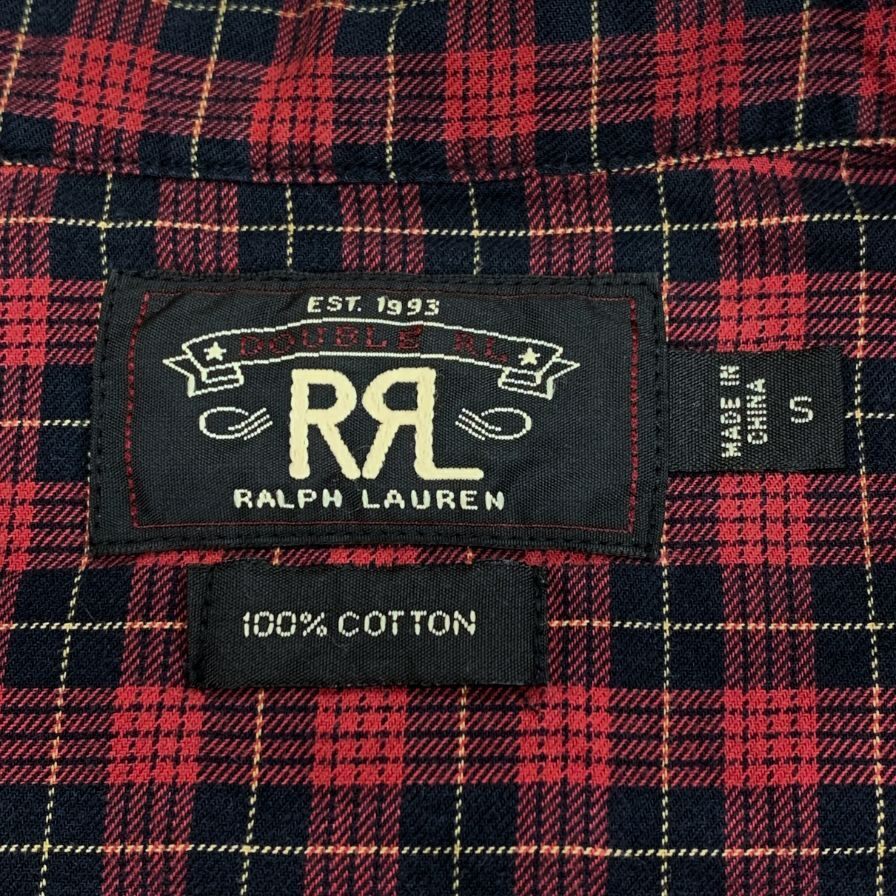 EST. 1993
DOUBLE RL
RRL
RALPH LAUREN
MADE IN
CHINA
S
100% COTTON